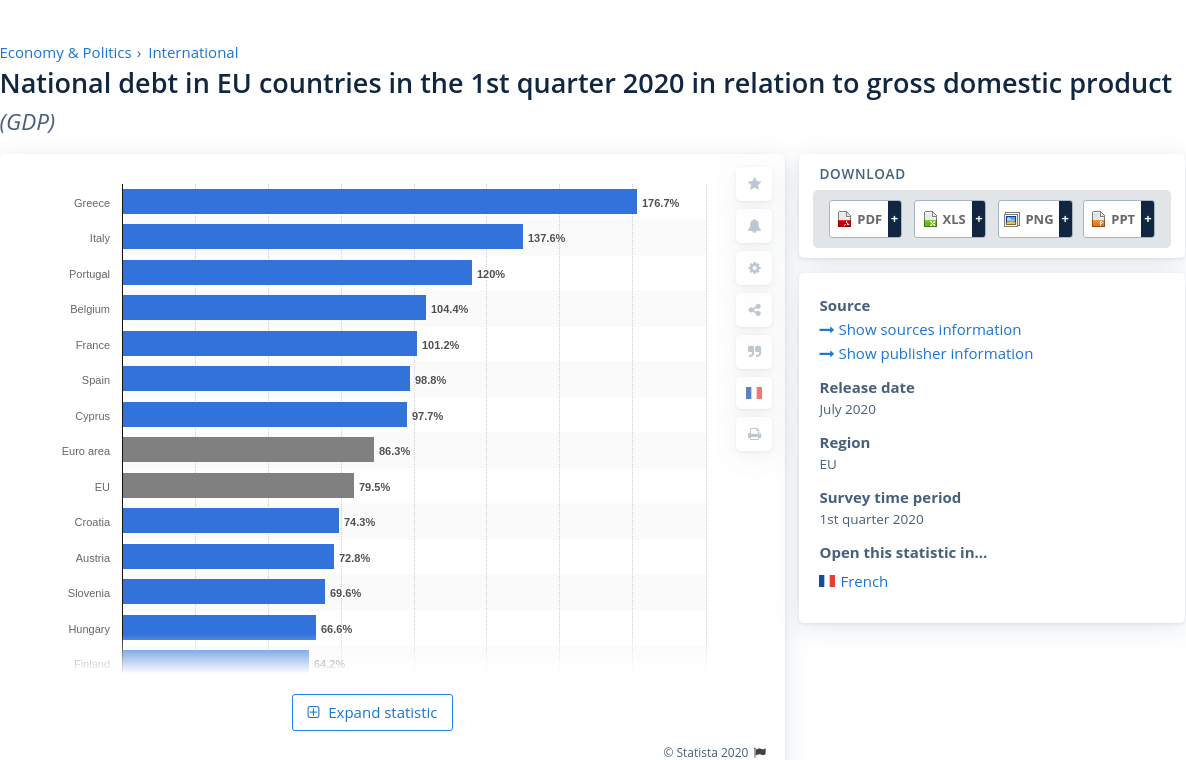 Economy & Politics › International
National debt in EU countries in the 1st quarter 2020 in relation to gross domestic product
(GDP)
Greece 176.7%
Italy 137.6%
Portugal 120%
Belgium 104.4%
France 101.2%
Spain 98.8%
Cyprus 97.7%
Euro area 86.3%
EU 79.5%
Croatia 74.3%
Austria 72.8%
Slovenia 69.6%
Hungary 66.6%
Finland 64.2%
Expand statistic
© Statista 2020
DOWNLOAD
PDF + XLS + PNG + PPT +
Source
Show sources information
Show publisher information
Release date
July 2020
Region
EU
Survey time period
1st quarter 2020
Open this statistic in...
French